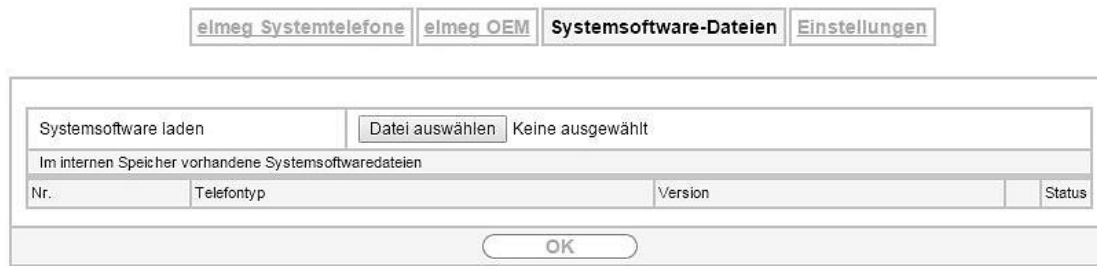 elmeg Systemtelefone elmeg OEM Systemsoftware-Dateien Einstellungen
Systemsoftware laden Datei auswählen Keine ausgewählt
Im internen Speicher vorhandene Systemsoftwaredateien
Nr. Telefontyp Version Status
OK